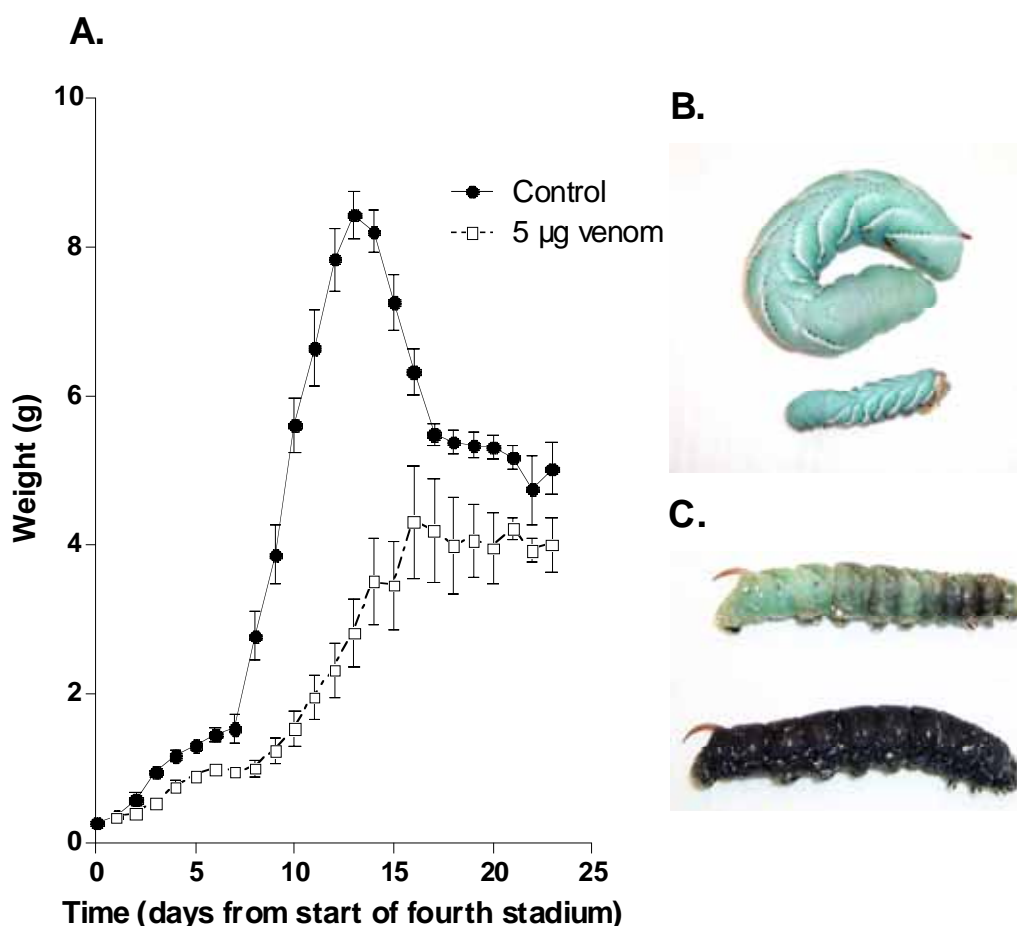 A.
10
8
6
4
2
0
Weight (g)
0 5 10 15 20 25
Time (days from start of fourth stadium)
Control
5 µg venom
B.
C.